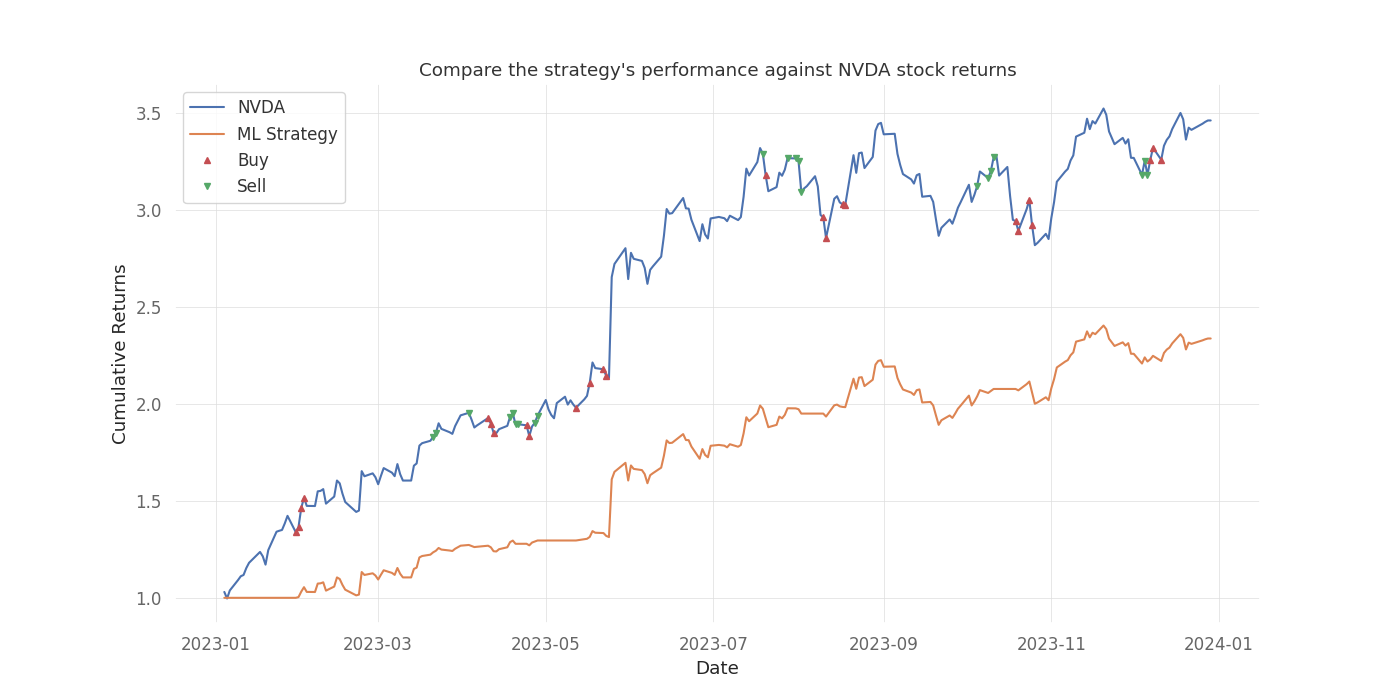 Compare the strategy's performance against NVDA stock returns
NVDA
ML Strategy
Buy
Sell
Cumulative Returns
3.5
3.0
2.5
2.0
1.5
1.0
2023-01
2023-03
2023-05
2023-07
2023-09
2023-11
2024-01
Date